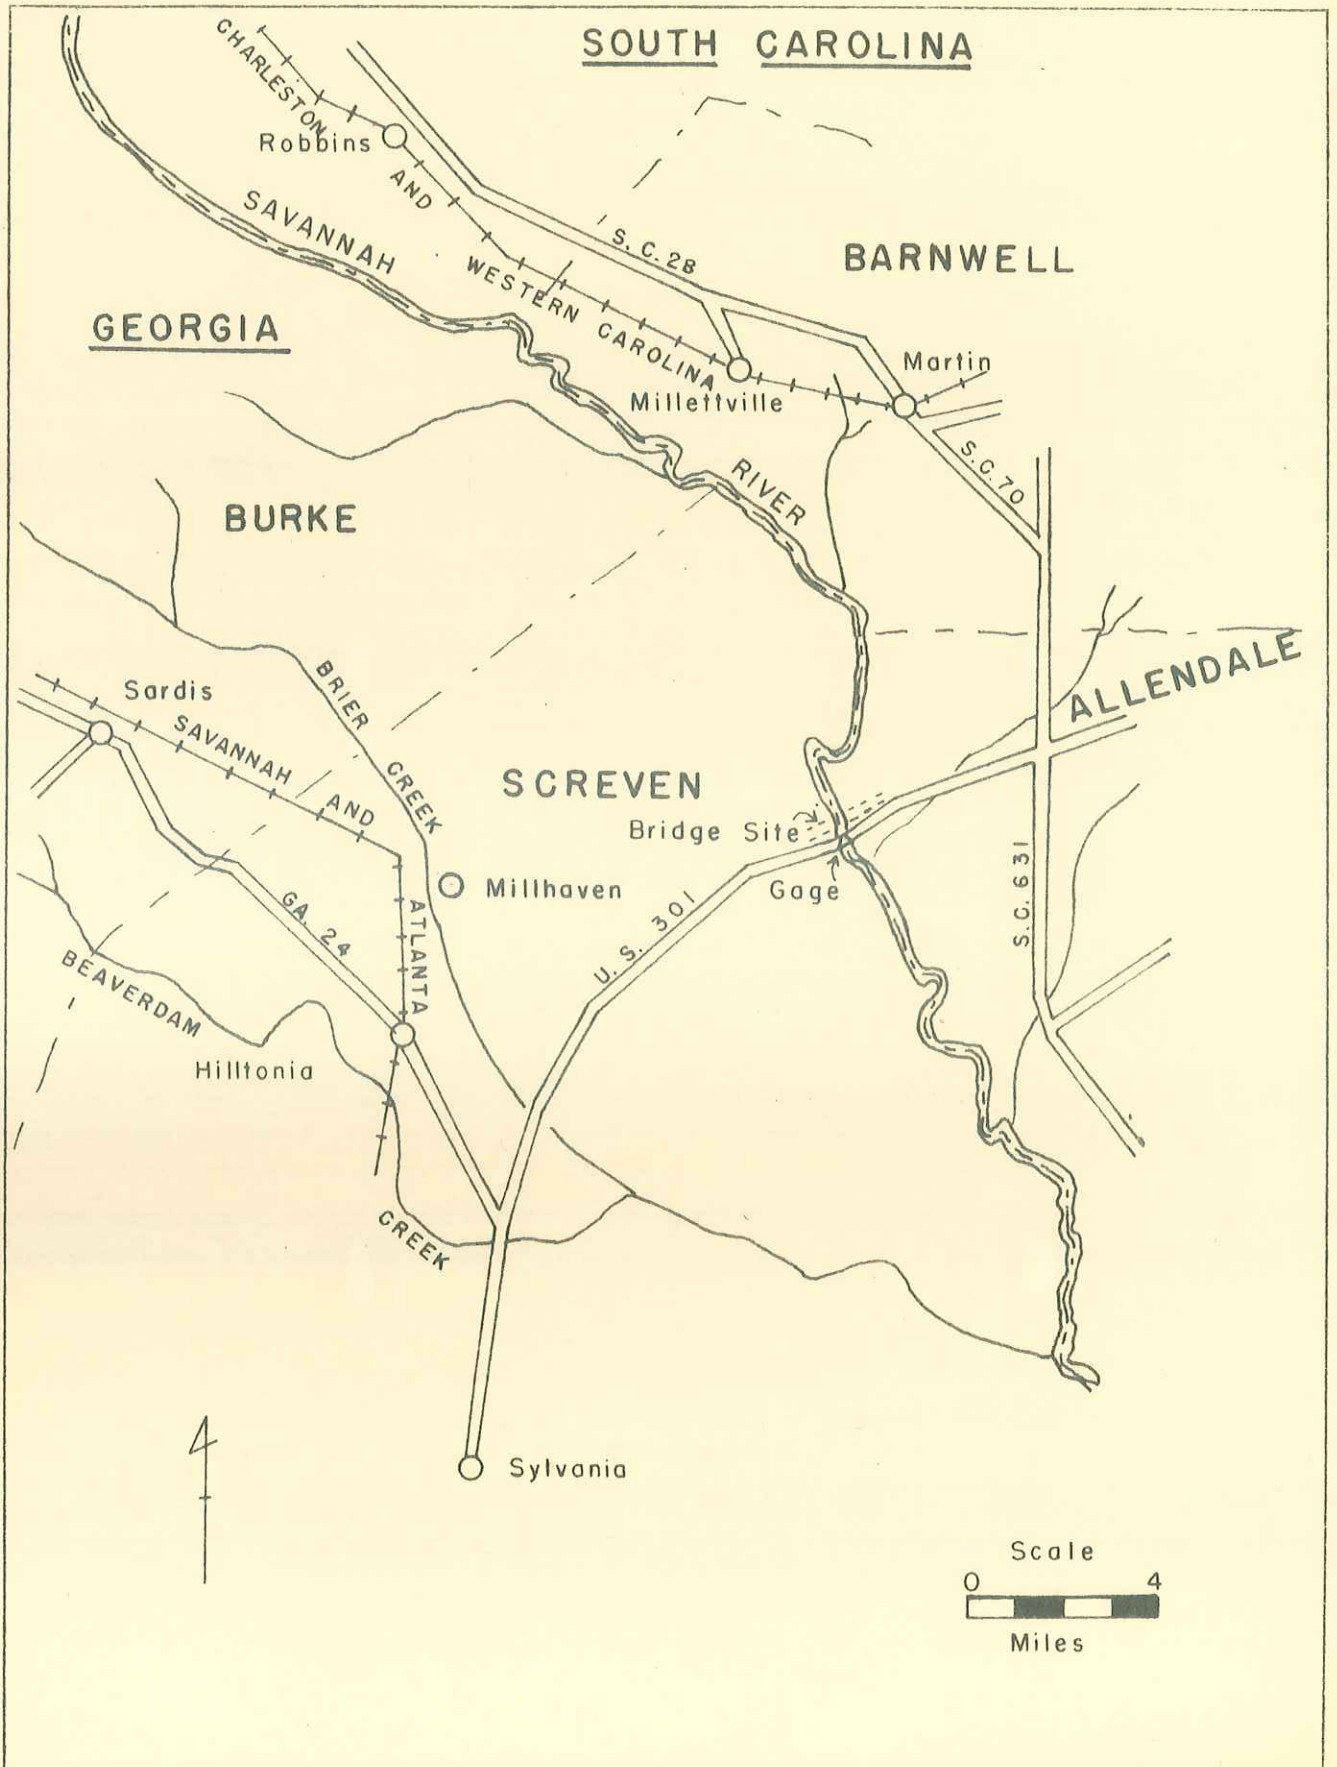 SOUTH CAROLINA
CHARLESTON
Robbins
AND
SAVANNAH
S. C. 28
BARNWELL
WESTERN CAROLINA
GEORGIA
Martin
Millettville
S.C. 70
RIVER
BURKE
BRIER
ALLENDALE
Sardis
SAVANNAH
AND
CREEK
SCREVEN
Bridge Site
Millhaven
Gage
S.C. 631
GA. 24
ATLANTA
U. S. 301
BEAVERDAM
Hilltonia
CREEK
Sylvania
Scale
0 4
Miles